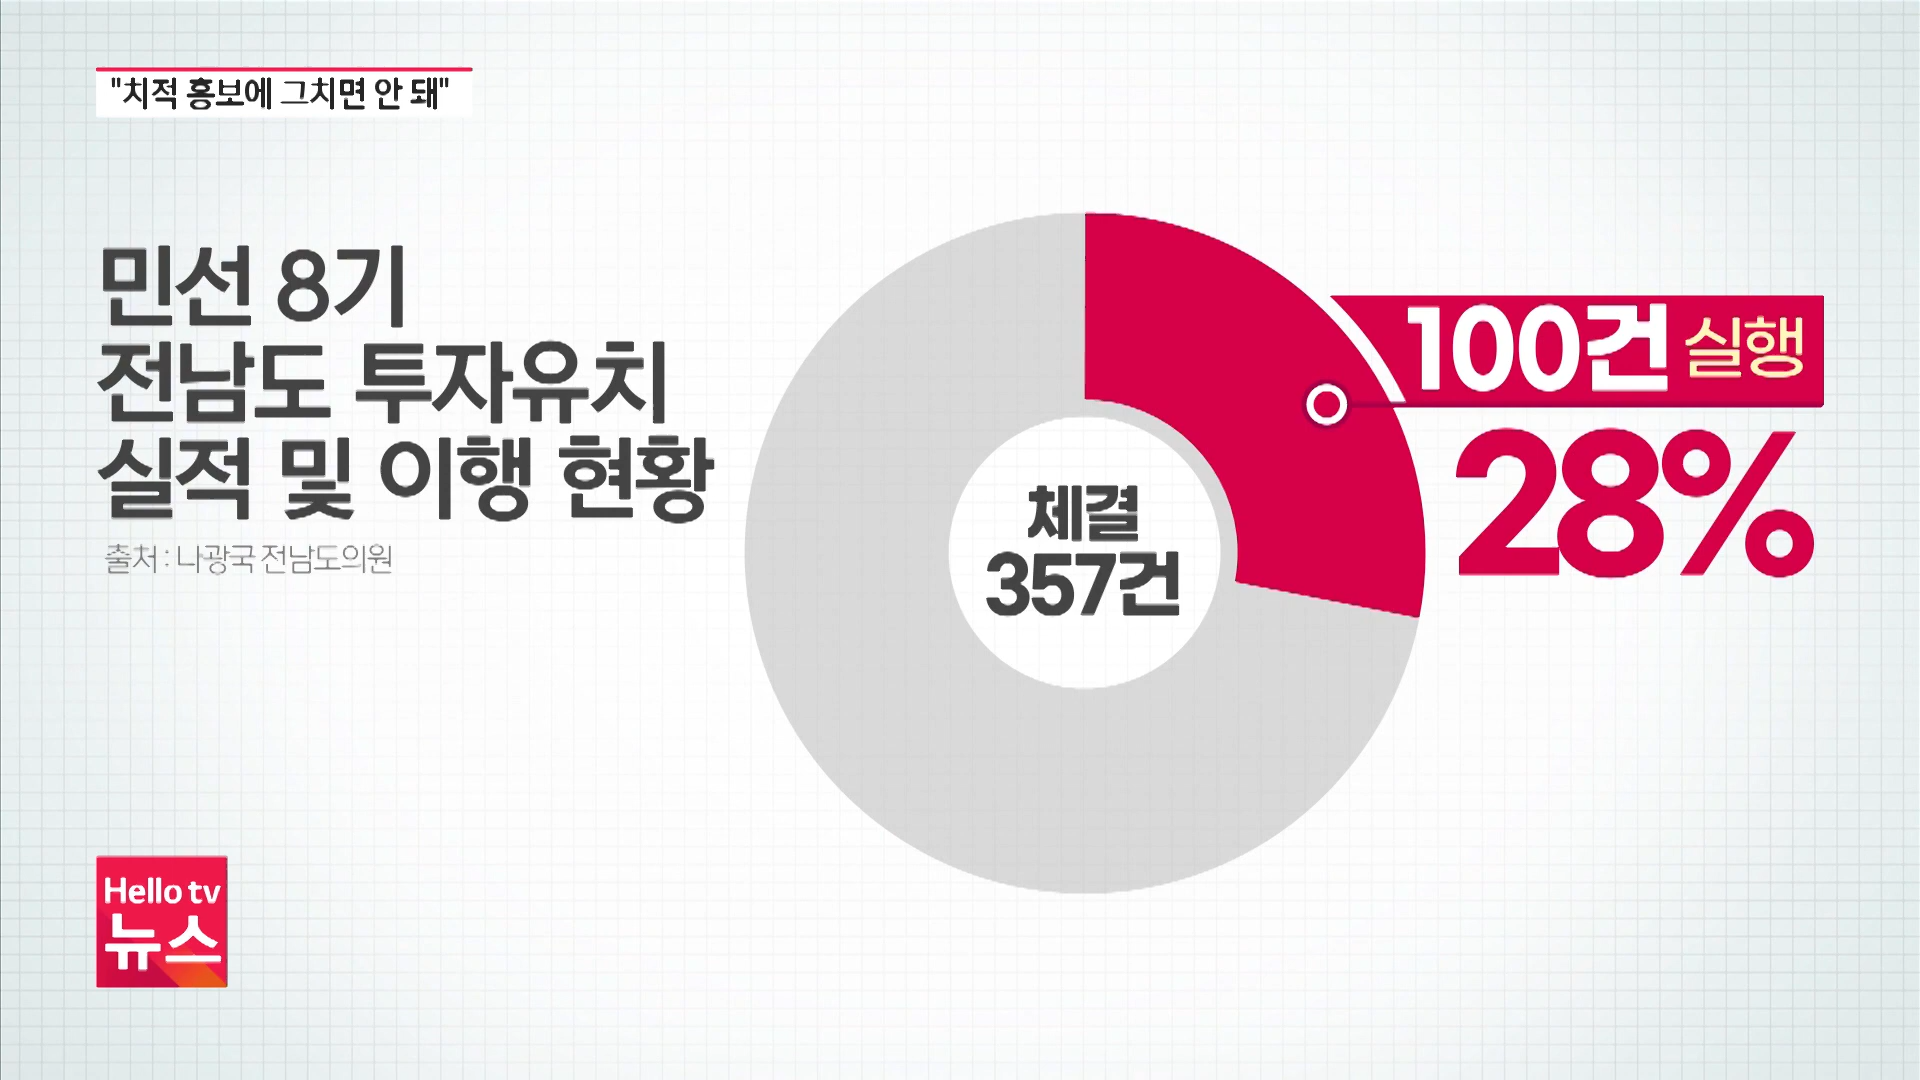 "치적 홍보에 그치면 안 돼"
민선 8기
전남도 투자유치
실적 및 이행 현황
출처 : 나광국 전남도의원
체결
357건
100건 실행
28%
Hello tv
뉴스